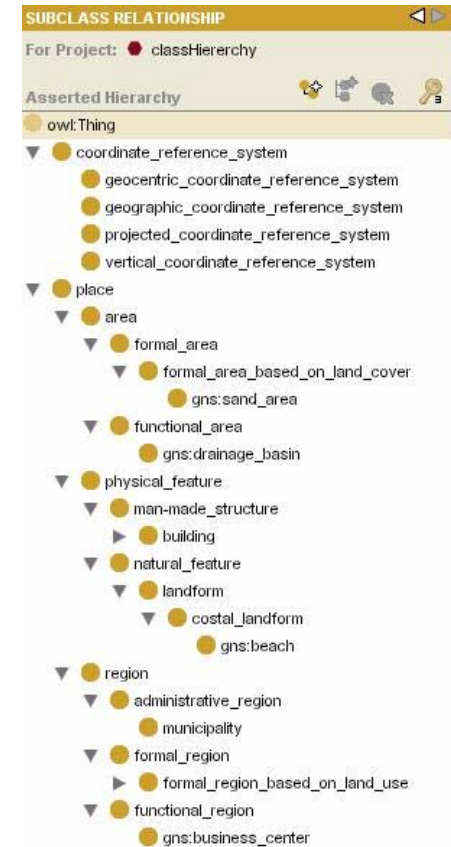 SUBCLASS RELATIONSHIP
For Project: classHiererchy
Asserted Hierarchy
owl:Thing
coordinate_reference_system
geocentric_coordinate_reference_system
geographic_coordinate_reference_system
projected_coordinate_reference_system
vertical_coordinate_reference_system
place
area
formal_area
formal_area_based_on_land_cover
gns:sand_area
functional_area
gns:drainage_basin
physical_feature
man-made_structure
building
natural_feature
landform
costal_landform
gns:beach
region
administrative_region
municipality
formal_region
formal_region_based_on_land_use
functional_region
gns:business_center